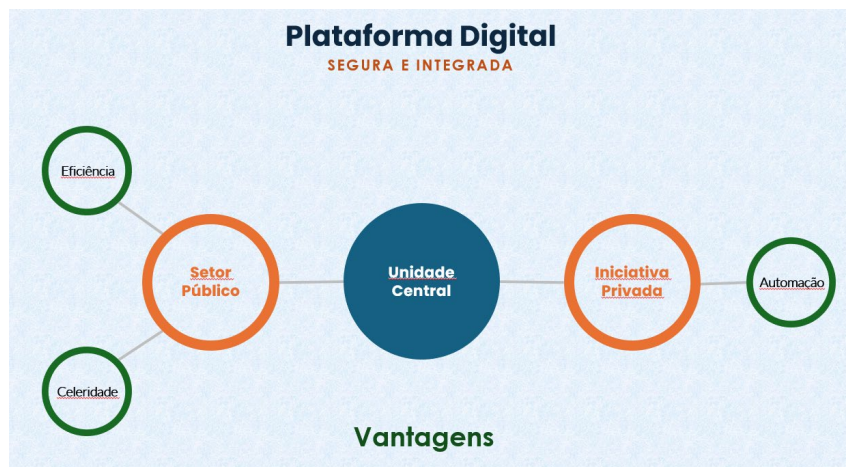 Plataforma Digital
SEGURA E INTEGRADA
Eficiência
Setor
Público
Unidade
Central
Iniciativa
Privada
Automação
Celeridade
Vantagens